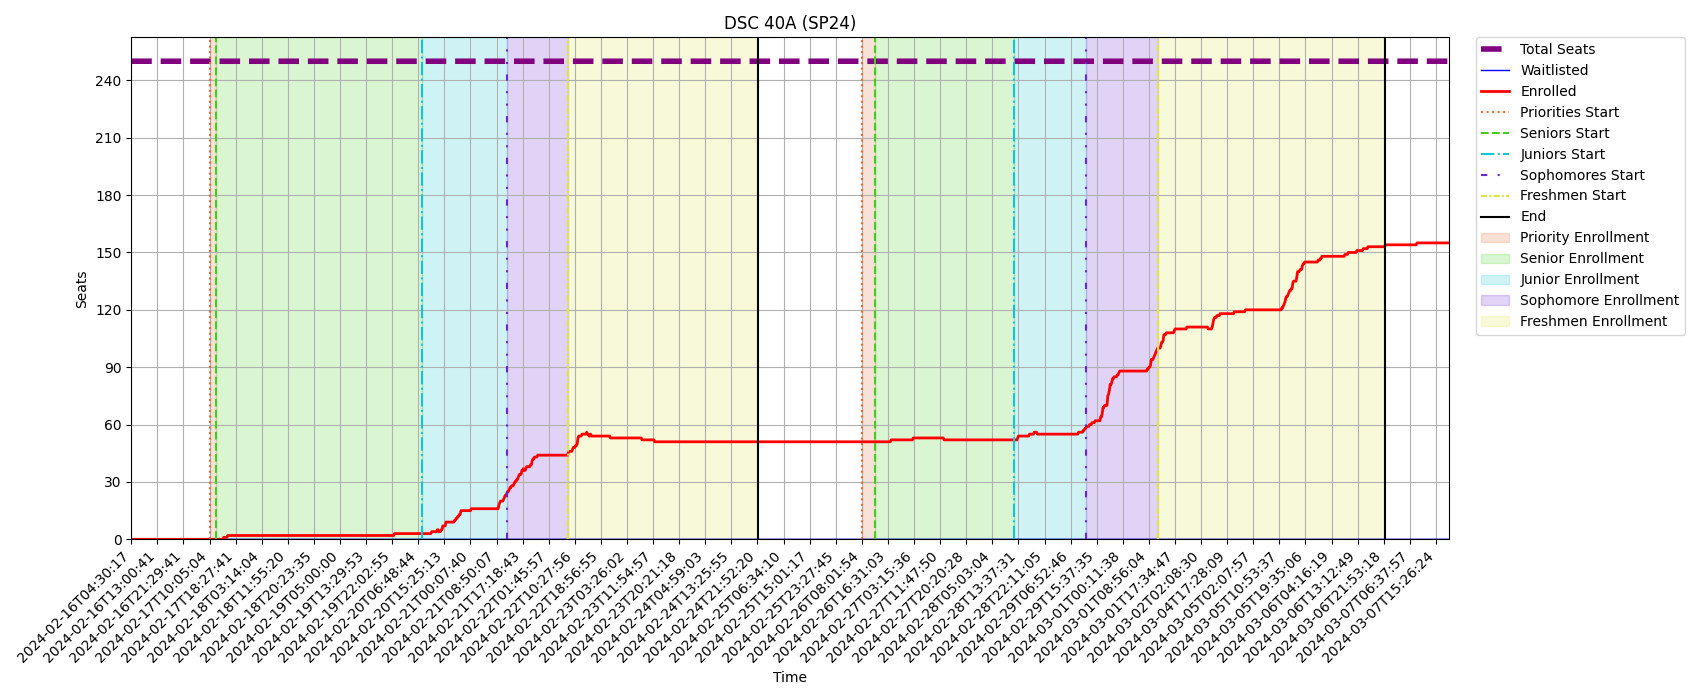 DSC 40A (SP24)
Total Seats
Waitlisted
Enrolled
Priorities Start
Seniors Start
Juniors Start
Sophomores Start
Freshmen Start
End
Priority Enrollment
Senior Enrollment
Junior Enrollment
Sophomore Enrollment
Freshmen Enrollment
Seats
240
210
180
150
120
90
60
30
0
2024-02-16T04:30:17
2024-02-16T13:00:41
2024-02-16T21:29:41
2024-02-17T10:05:04
2024-02-17T18:27:41
2024-02-18T03:14:04
2024-02-18T11:55:20
2024-02-18T20:23:35
2024-02-19T05:00:00
2024-02-19T13:29:53
2024-02-19T22:02:55
2024-02-20T06:48:44
2024-02-20T15:25:13
2024-02-21T00:07:40
2024-02-21T08:50:07
2024-02-21T17:18:43
2024-02-22T01:45:57
2024-02-22T10:27:56
2024-02-22T18:56:55
2024-02-23T03:26:02
2024-02-23T11:54:57
2024-02-23T20:21:18
2024-02-24T04:59:03
2024-02-24T13:25:55
2024-02-24T21:52:20
2024-02-25T06:34:10
2024-02-25T15:01:17
2024-02-25T23:27:45
2024-02-26T08:01:54
2024-02-26T16:31:03
2024-02-27T03:15:36
2024-02-27T11:47:50
2024-02-27T20:20:28
2024-02-28T05:03:04
2024-02-28T13:37:31
2024-02-28T22:11:05
2024-02-29T06:52:46
2024-02-29T15:37:35
2024-03-01T00:11:38
2024-03-01T08:56:04
2024-03-01T17:34:47
2024-03-02T02:08:30
2024-03-04T17:28:09
2024-03-05T02:07:57
2024-03-05T10:53:37
2024-03-05T19:35:06
2024-03-06T04:16:19
2024-03-06T13:12:49
2024-03-06T21:53:18
2024-03-07T06:37:57
2024-03-07T15:26:24
Time